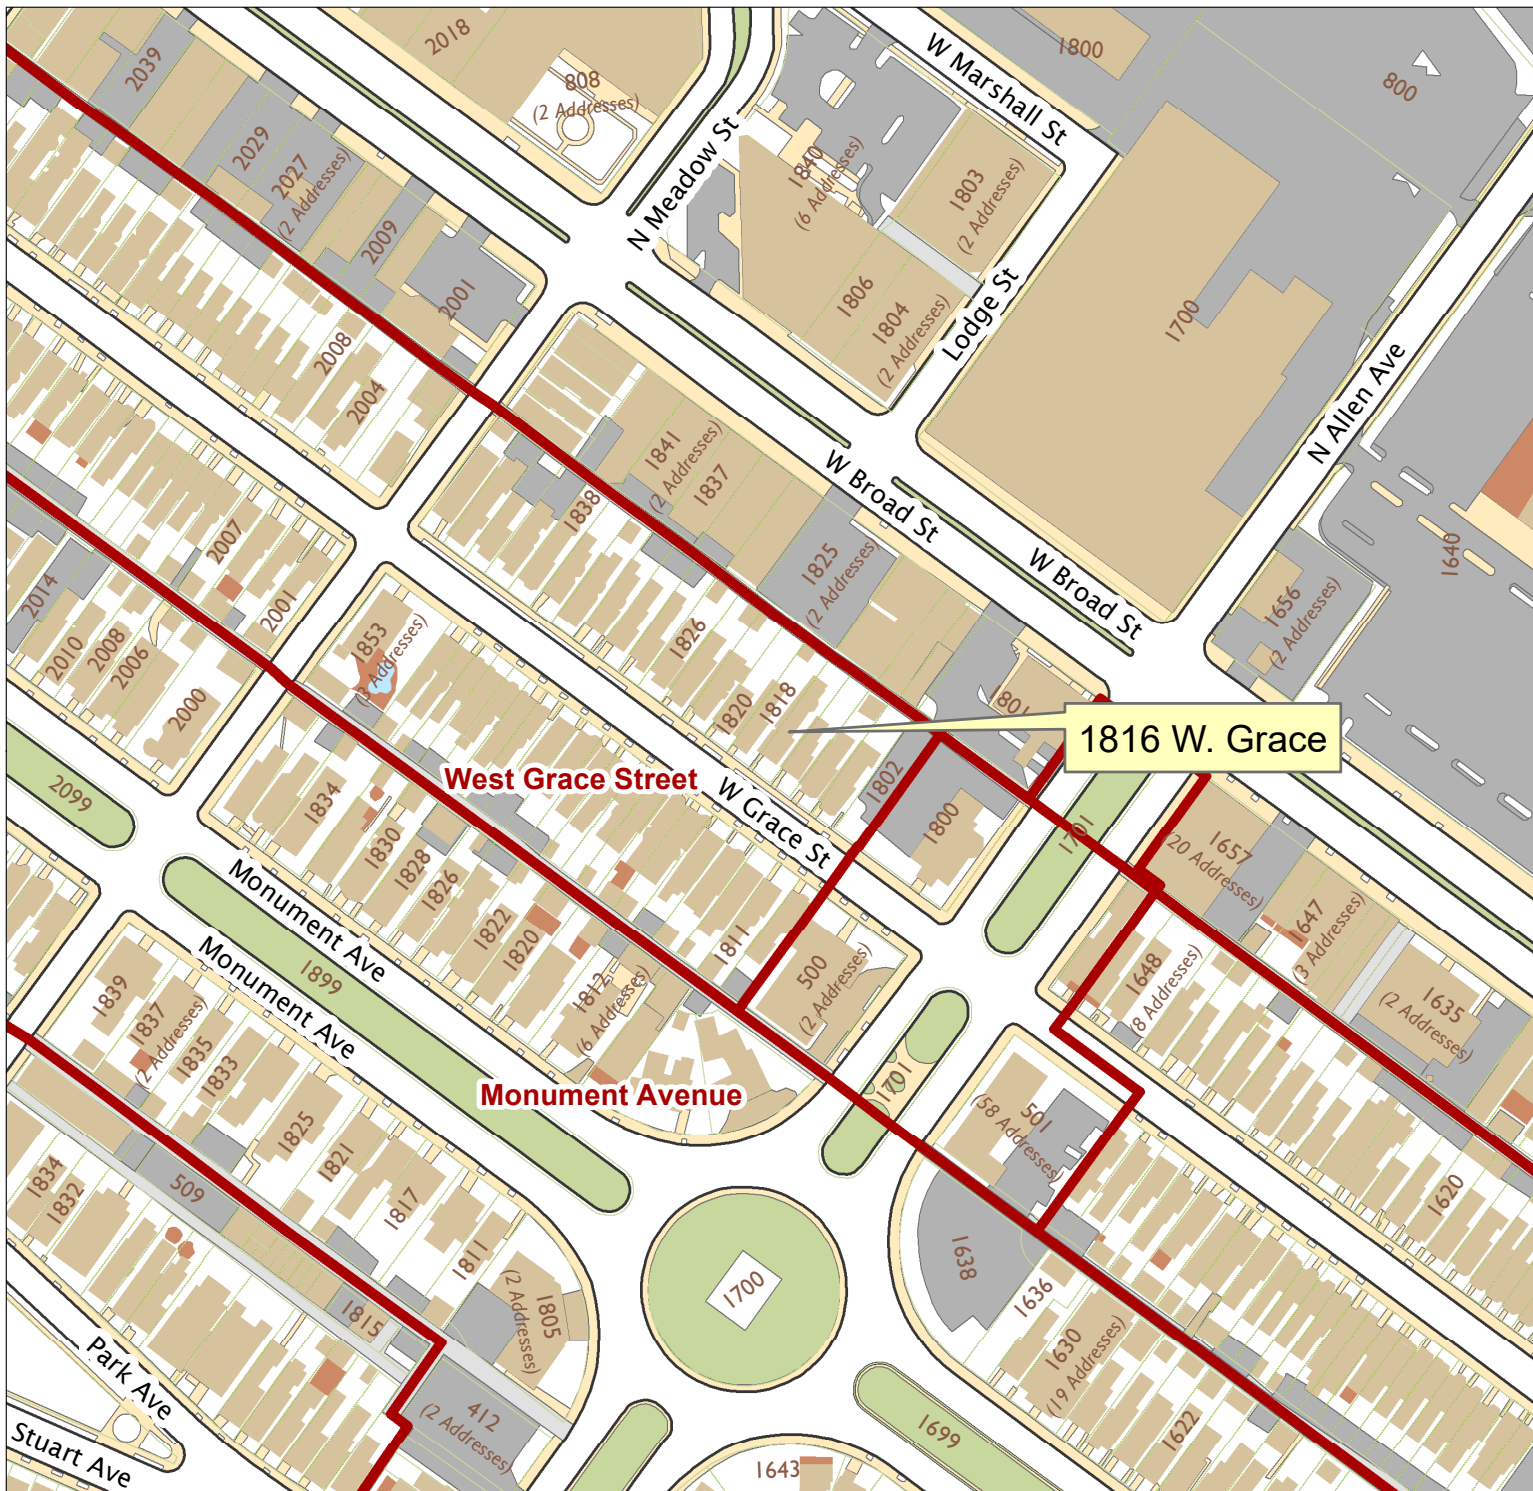 2018
2039
808
(2 Addresses)
W Marshall St
1800
800
N Meadow St
2029
2027
(2 Addresses)
2009
2001
1840
(6 Addresses)
1803
(2 Addresses)
1806
1804
(2 Addresses)
Lodge St
1700
N Allen Ave
2008
2004
1841
(2 Addresses)
1837
W Broad St
1838
1825
(2 Addresses)
W Broad St
1640
1656
(2 Addresses)
2007
2001
2014
2010
2008
2006
2000
1853
(3 Addresses)
1826
1820
1818
1801
1816 W. Grace
West Grace Street
W Grace St
1802
1800
1701
1657
(20 Addresses)
1647
(3 Addresses)
1635
(2 Addresses)
1648
(8 Addresses)
2099
1834
1830
1828
1826
1822
1820
1812
(6 Addresses)
1811
500
(2 Addresses)
Monument Ave
Monument Ave
1899
Monument Avenue
1701
501
(58 Addresses)
1839
1837
(2 Addresses)
1835
1833
1825
1821
1817
1811
1805
(2 Addresses)
1834
1832
509
1815
1700
1638
1636
1630
(19 Addresses)
1622
1620
Park Ave
Stuart Ave
412
(2 Addresses)
1699
1643